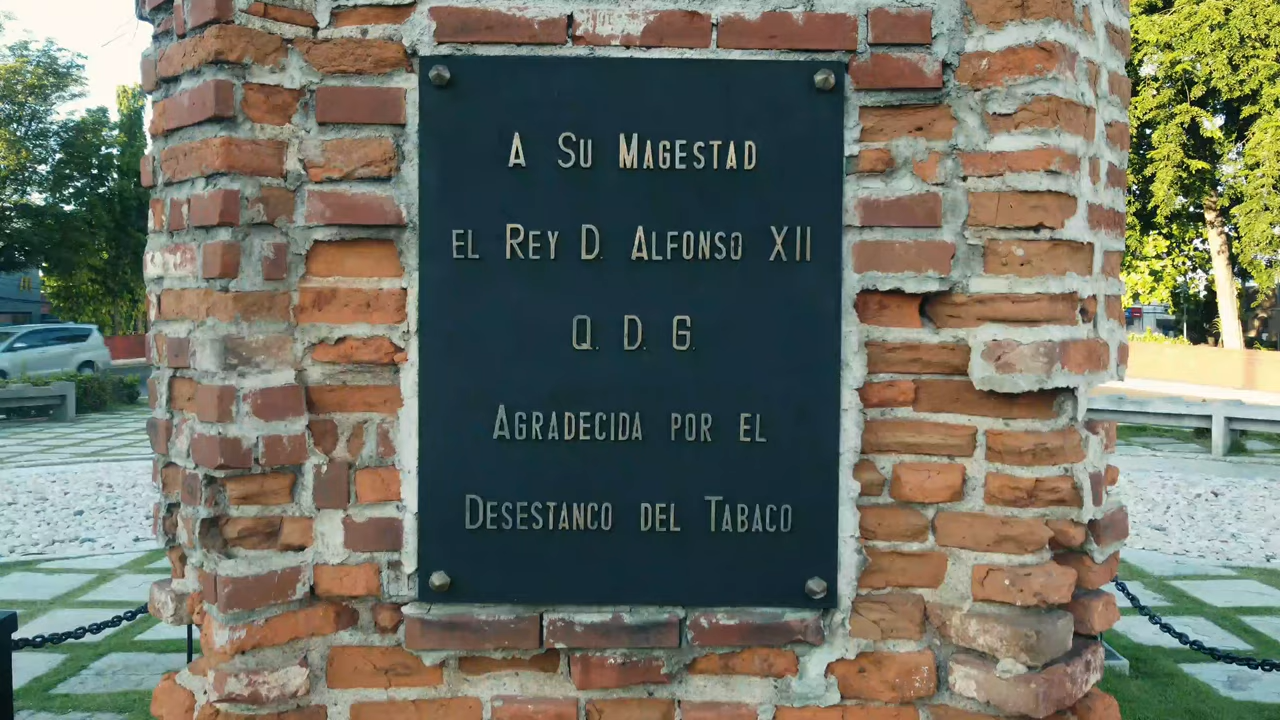 A SU MAGESTAD
EL REY D. ALFONSO XII
Q. D. G.
AGRADECIDA POR EL
DESESTANCO DEL TABACO